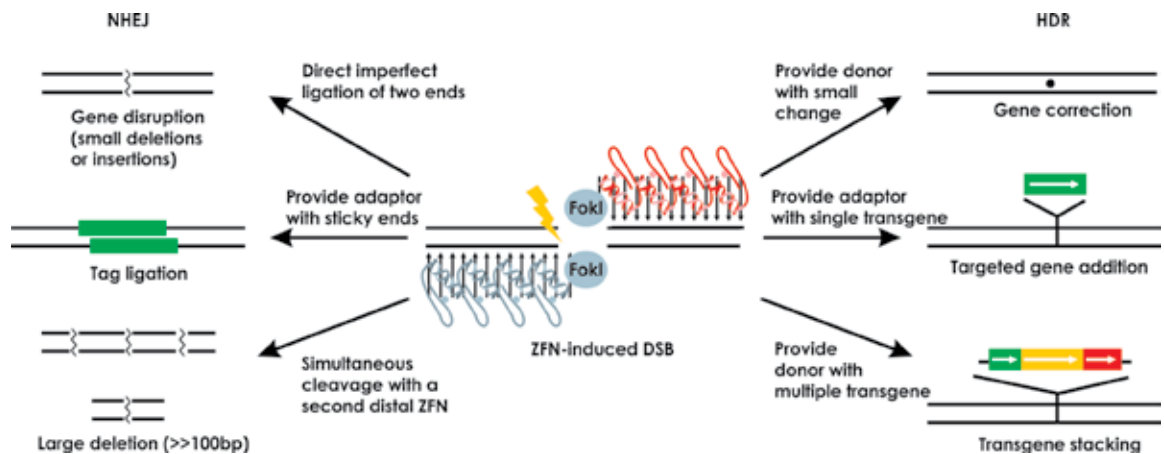 NHEJ
HDR
Direct imperfect
ligation of two ends
Gene disruption
(small deletions
or insertions)
Provide donor
with small
change
Gene correction
Provide adaptor
with sticky ends
Tag ligation
FokI
FokI
Provide adaptor
with single transgene
Targeted gene addition
ZFN-induced DSB
Simultaneous
cleavage with a
second distal ZFN
Large deletion (>>100bp)
Provide
donor with
multiple transgene
Transgene stacking